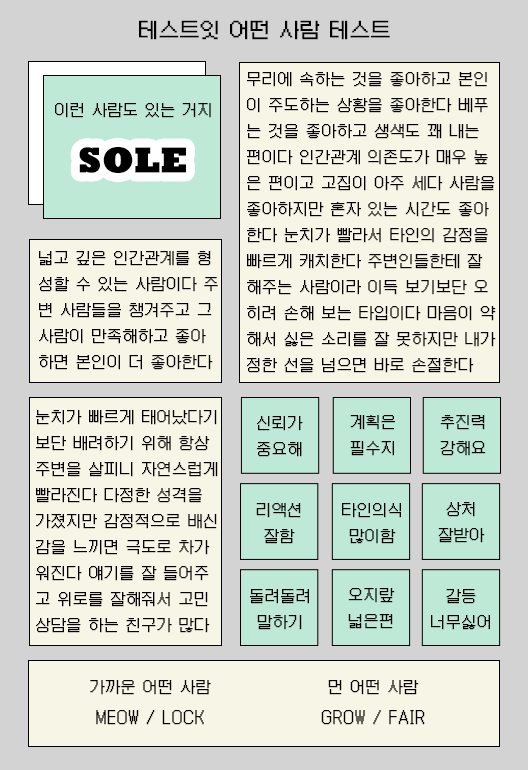 테스트잇 어떤 사람 테스트
이런 사람도 있는 거지
SOLE
무리에 속하는 것을 좋아하고 본인
이 주도하는 상황을 좋아한다 베푸
는 것을 좋아하고 생색도 꽤 내는
편이다 인간관계 의존도가 매우 높
은 편이고 고집이 아주 세다 사람을
좋아하지만 혼자 있는 시간도 좋아
한다 눈치가 빨라서 타인의 감정을
빠르게 캐치한다 주변인들한테 잘
해주는 사람이라 이득 보기보단 오
히려 손해 보는 타입이다 마음이 약
해서 싫은 소리를 잘 못하지만 내가
정한 선을 넘으면 바로 손절한다
넓고 깊은 인간관계를 형
성할 수 있는 사람이다 주
변 사람들을 챙겨주고 그
사람이 만족해하고 좋아
하면 본인이 더 좋아한다
눈치가 빠르게 태어났다기
보단 배려하기 위해 항상
주변을 살피니 자연스럽게
빨라진다 다정한 성격을
가졌지만 감정적으로 배신
감을 느끼면 극도로 차가
워진다 얘기를 잘 들어주
고 위로를 잘해줘서 고민
상담을 하는 친구가 많다
신뢰가
중요해
계획은
필수지
추진력
강해요
리액션
잘함
타인의식
많이함
상처
잘받아
돌려돌려
말하기
오지랖
넓은편
갈등
너무싫어
가까운 어떤 사람
MEOW / LOCK
먼 어떤 사람
GROW / FAIR